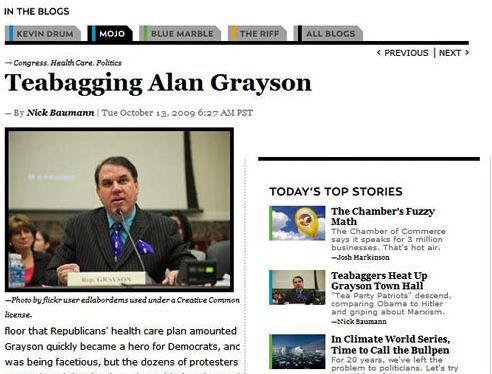 IN THE BLOGS
KEVIN DRUM
MOJO
BLUE MARBLE
THE RIFF
ALL BLOGS
< PREVIOUS | NEXT >
— Congress, Health Care, Politics
Teabagging Alan Grayson
— By Nick Baumann | Tue October 13, 2009 6:27 AM PST
Rep. GRAYSON
—Photo by flickr user edlabordems used under a Creative Common
license.
floor that Republicans' health care plan amounted
Grayson quickly became a hero for Democrats, and
was being facetious, but the dozens of protesters
TODAY'S TOP STORIES
The Chamber's Fuzzy
Math
The Chamber of Commerce
says it speaks for 3 million
businesses. That's hot air.
—Josh Harkinson
Teabaggers Heat Up
Grayson Town Hall
"Tea Party Patriots" descend,
comparing Obama to Hitler
and griping about Marxism.
—Nick Baumann
In Climate World Series,
Time to Call the Bullpen
For 20 years, we've left the
problem to politicians. Let's try